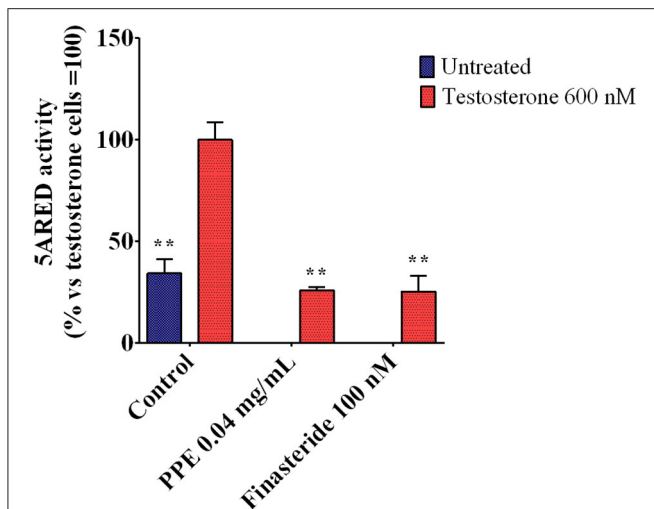 5ARED activity
(% vs testosterone cells =100)
150
100
50
0
**
**
**
Untreated
Testosterone 600 nM
Control
PPE 0.04 mg/mL
Finasteride 100 nM